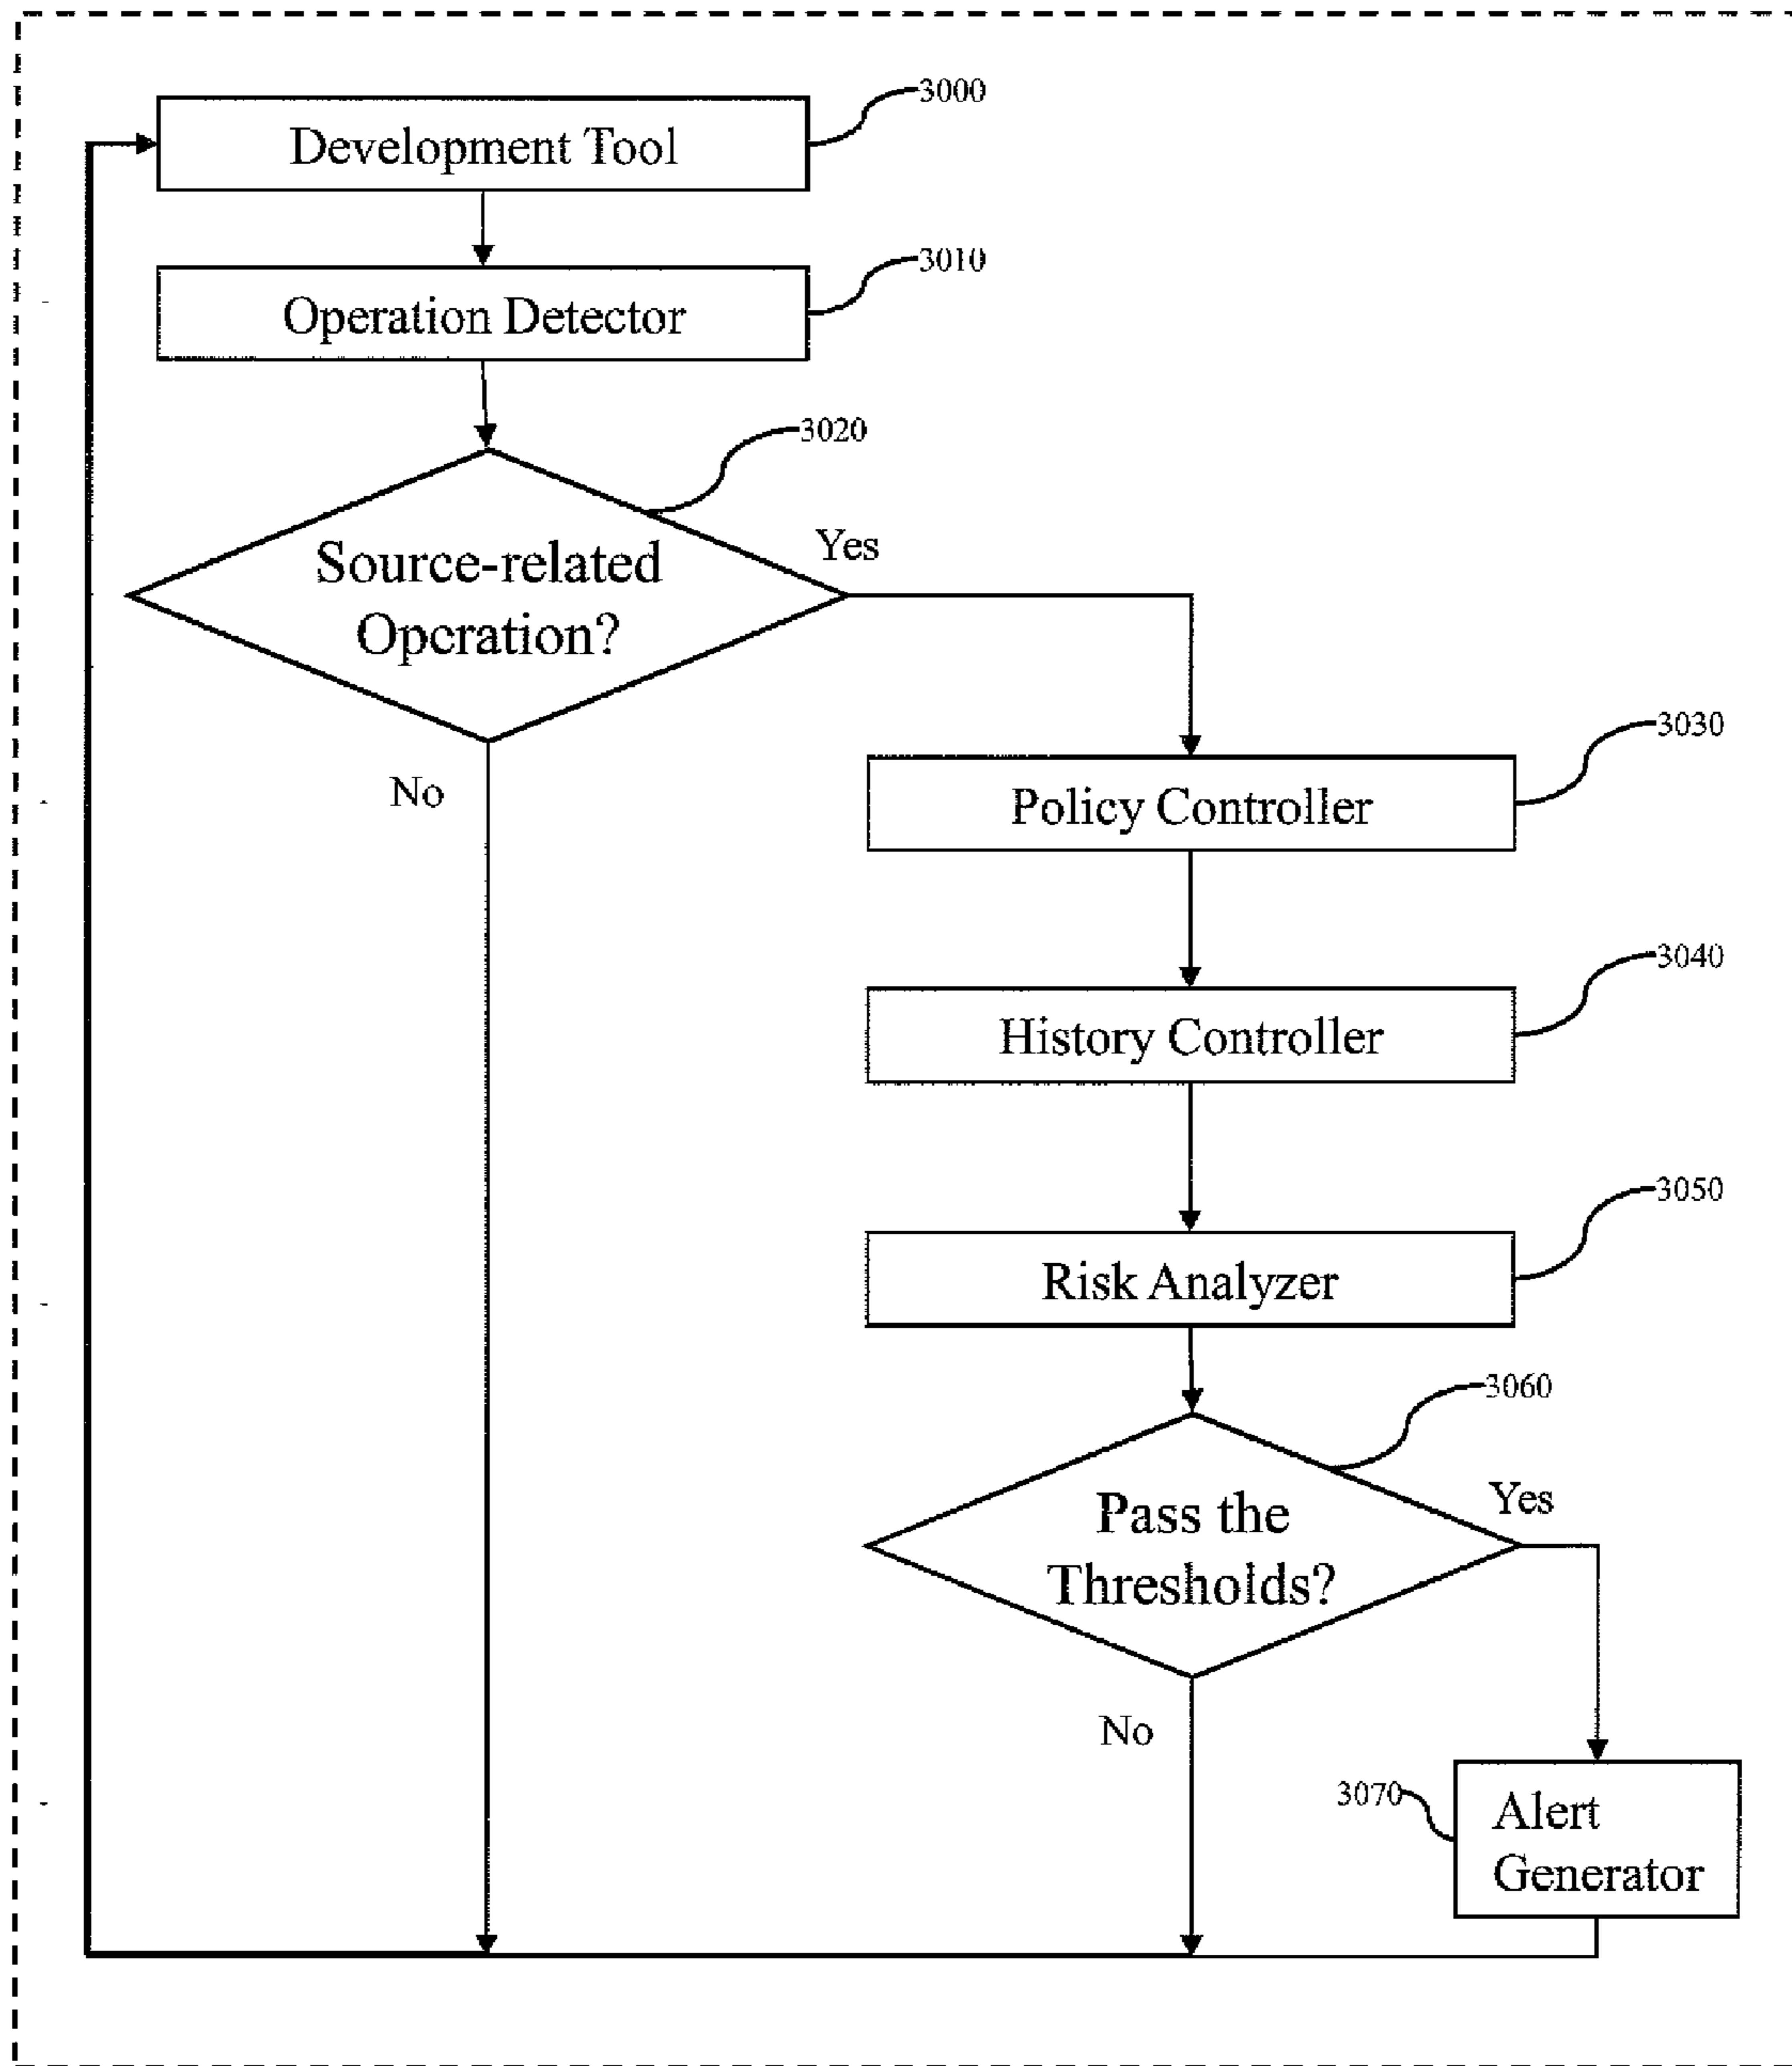 3000
Development Tool
3010
Operation Detector
3020
Source-related
Operation?
Yes
No
3030
Policy Controller
3040
History Controller
3050
Risk Analyzer
3060
Pass the
Thresholds?
Yes
No
3070
Alert
Generator